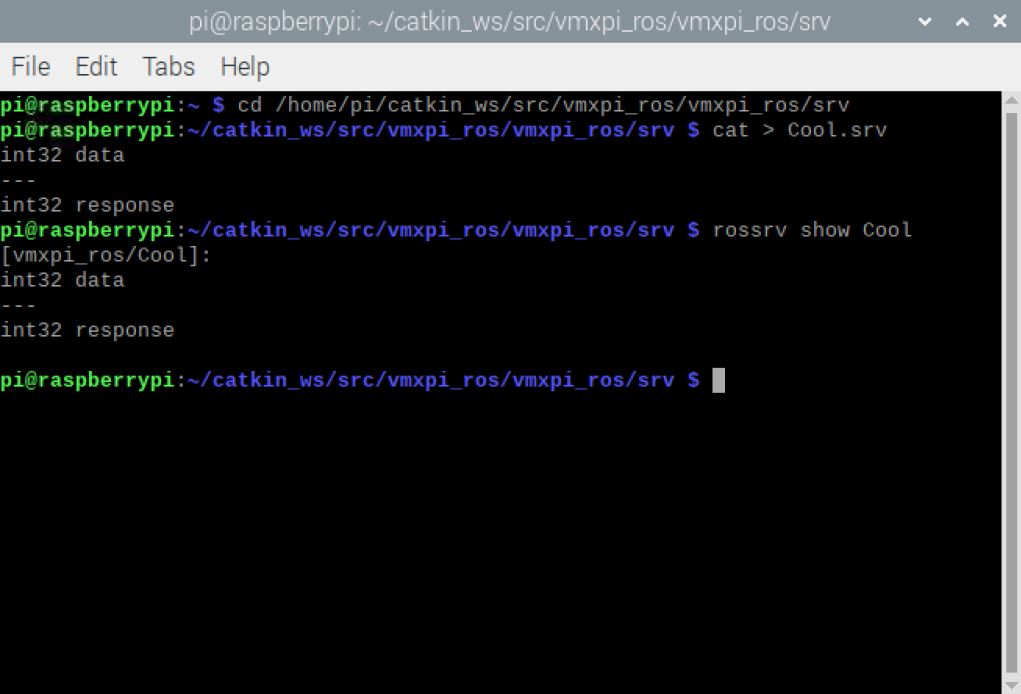 pi@raspberrypi: ~/catkin_ws/src/vmxpi_ros/vmxpi_ros/srv
File Edit Tabs Help
pi@raspberrypi:~ $ cd /home/pi/catkin_ws/src/vmxpi_ros/vmxpi_ros/srv
pi@raspberrypi:~/catkin_ws/src/vmxpi_ros/vmxpi_ros/srv $ cat > Cool.srv
int32 data
---
int32 response
pi@raspberrypi:~/catkin_ws/src/vmxpi_ros/vmxpi_ros/srv $ rossrv show Cool
[vmxpi_ros/Cool]:
int32 data
---
int32 response
pi@raspberrypi:~/catkin_ws/src/vmxpi_ros/vmxpi_ros/srv $